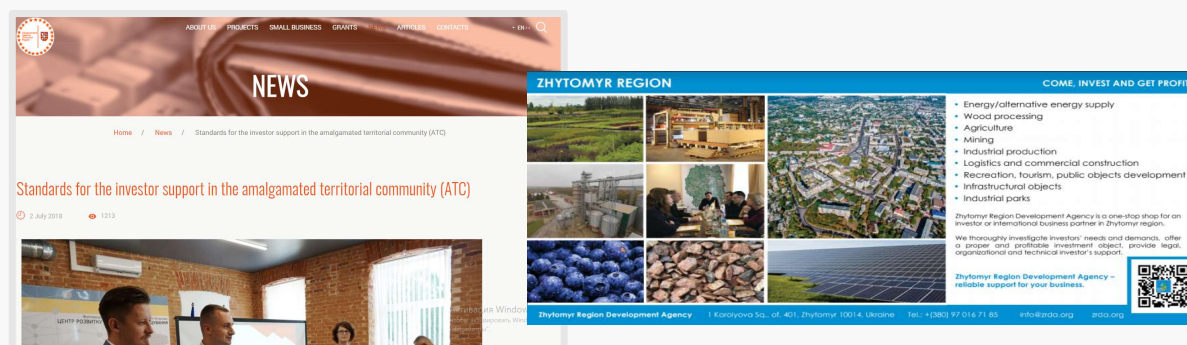 ABOUT US PROJECTS SMALL BUSINESS GRANTS NEWS ARTICLES CONTACTS EN
NEWS
Home / News / Standards for the investor support in the amalgamated territorial community (ATC)
Standards for the investor support in the amalgamated territorial community (ATC)
2 July 2018 1213
ЦЕНТР РОЗВИТКУ
ZHYTOMYR REGION
COME, INVEST AND GET PROFIT
• Energy/alternative energy supply
• Wood processing
• Agriculture
• Mining
• Industrial production
• Logistics and commercial construction
• Recreation, tourism, public objects development
• Infrastructural objects
• Industrial parks
Zhytomyr Region Development Agency is a one-stop shop for an
investor or international business partner in Zhytomyr region.
We thoroughly investigate investors' needs and demands, offer
a proper and profitable investment object, provide legal,
organizational and technical investor's support.
Zhytomyr Region Development Agency –
reliable support for your business.
Zhytomyr Region Development Agency 1 Korolyova Sq., of. 401, Zhytomyr 10014, Ukraine Tel.: +(380) 97 016 71 85 info@zrda.org zrda.org